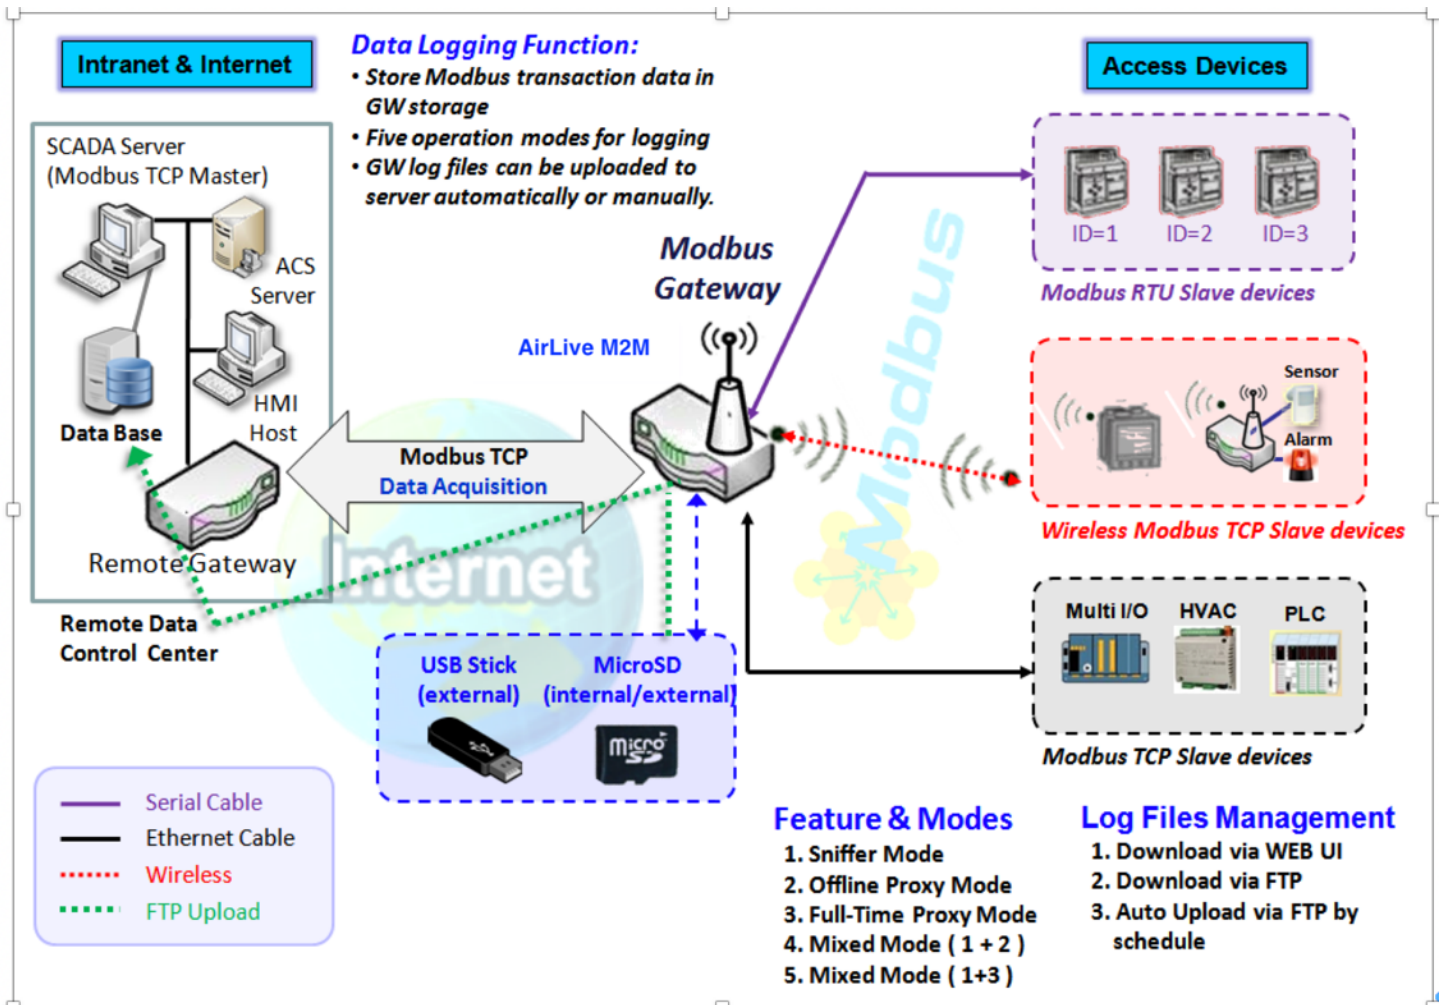 Intranet & Internet
Data Logging Function:
• Store Modbus transaction data in
GW storage
• Five operation modes for logging
• GW log files can be uploaded to
server automatically or manually.
Access Devices
SCADA Server
(Modbus TCP Master)
ACS
Server
HMI
Host
Data Base
Remote Gateway
Remote Data
Control Center
Modbus
Gateway
AirLive M2M
Modbus TCP
Data Acquisition
Internet
Modbus
ID=1
ID=2
ID=3
Modbus RTU Slave devices
Sensor
Alarm
Wireless Modbus TCP Slave devices
Multi I/O
HVAC
PLC
Modbus TCP Slave devices
USB Stick
(external)
MicroSD
(internal/external)
micro
SD
Serial Cable
Ethernet Cable
Wireless
FTP Upload
Feature & Modes
1. Sniffer Mode
2. Offline Proxy Mode
3. Full-Time Proxy Mode
4. Mixed Mode ( 1 + 2 )
5. Mixed Mode ( 1+3 )
Log Files Management
1. Download via WEB UI
2. Download via FTP
3. Auto Upload via FTP by
schedule